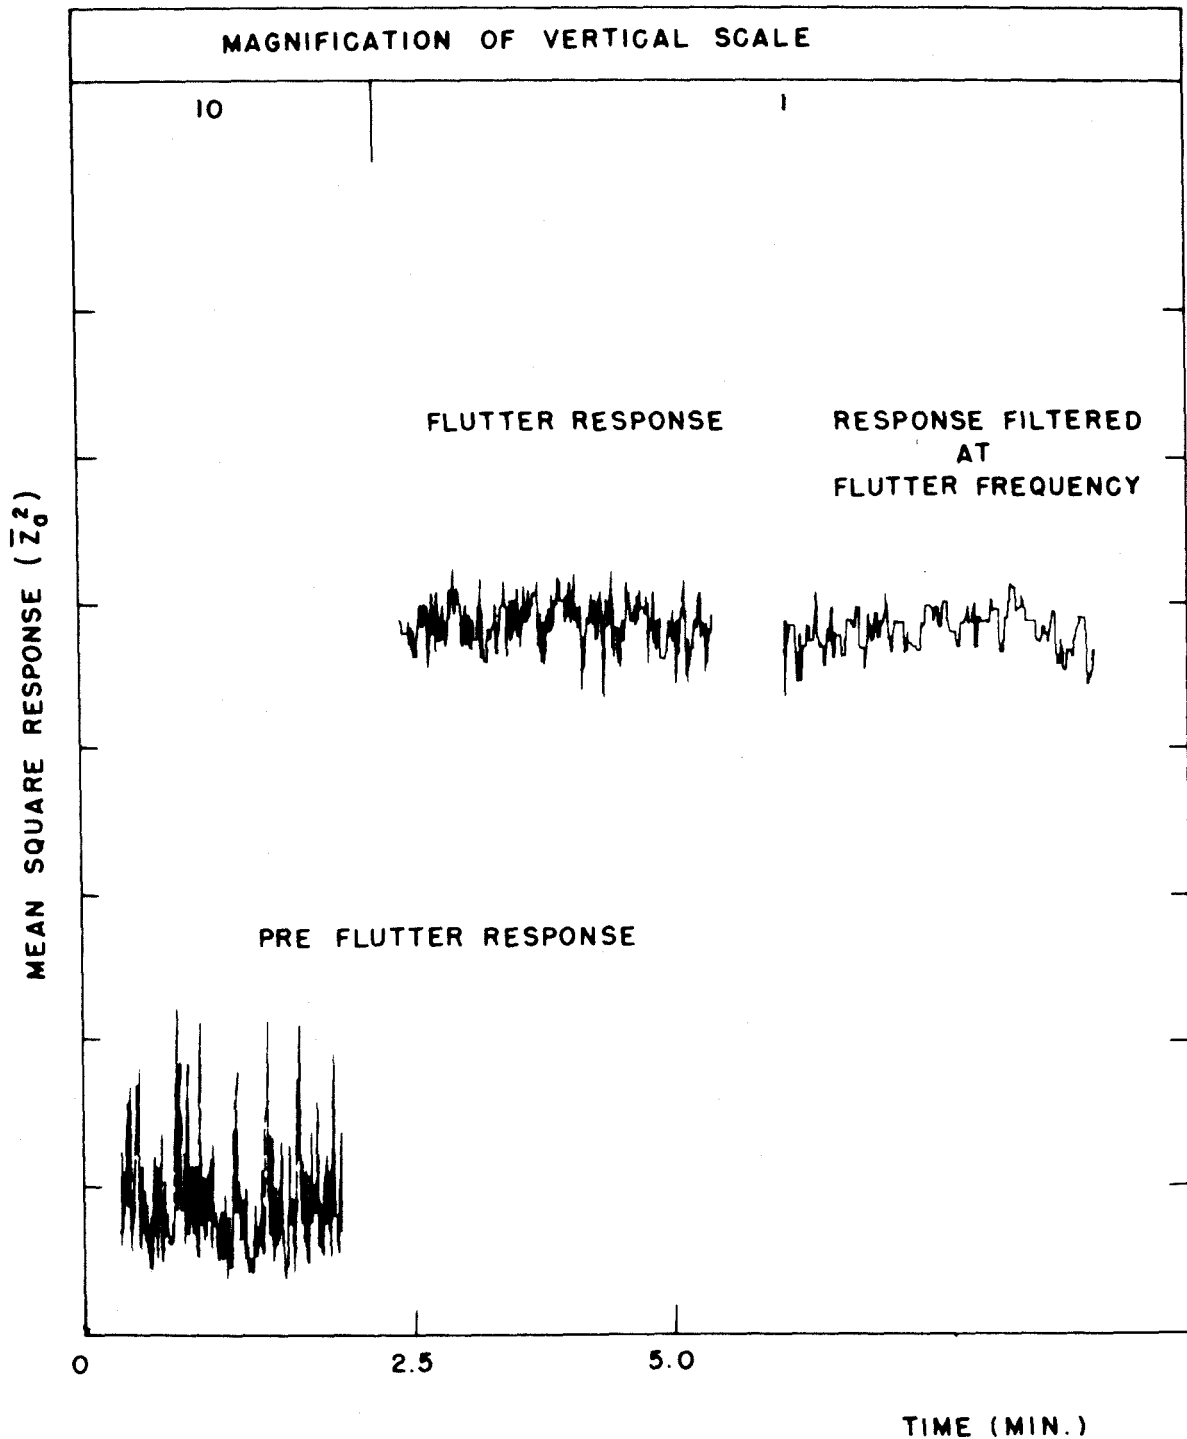 MAGNIFICATION OF VERTICAL SCALE
10
1
FLUTTER RESPONSE
RESPONSE FILTERED
AT
FLUTTER FREQUENCY
MEAN SQUARE RESPONSE (Z̅ₐ²)
PRE FLUTTER RESPONSE
0
2.5
5.0
TIME (MIN.)